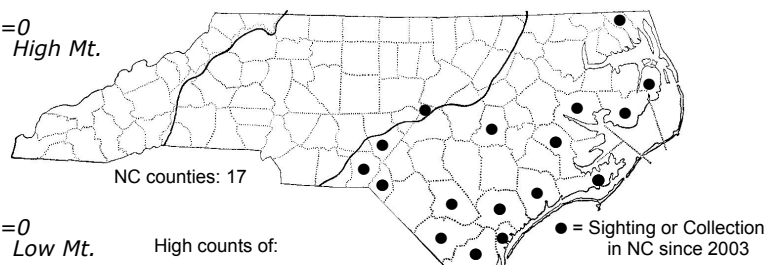 =0
High Mt.
NC counties: 17
=0
Low Mt.
High counts of:
= Sighting or Collection
in NC since 2003